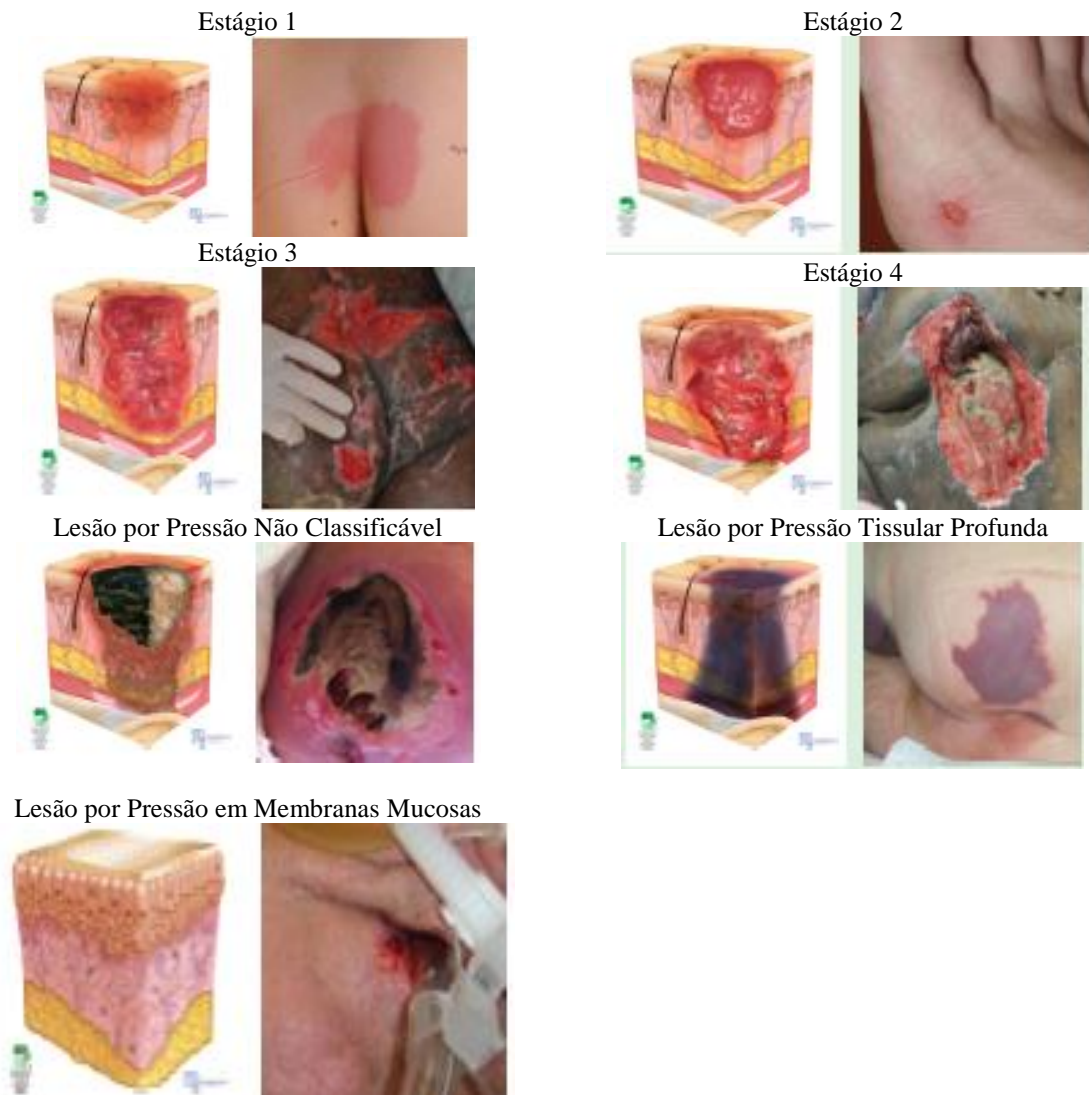 Estágio 1
Estágio 2
Estágio 3
Estágio 4
Lesão por Pressão Não Classificável
Lesão por Pressão Tissular Profunda
Lesão por Pressão em Membranas Mucosas